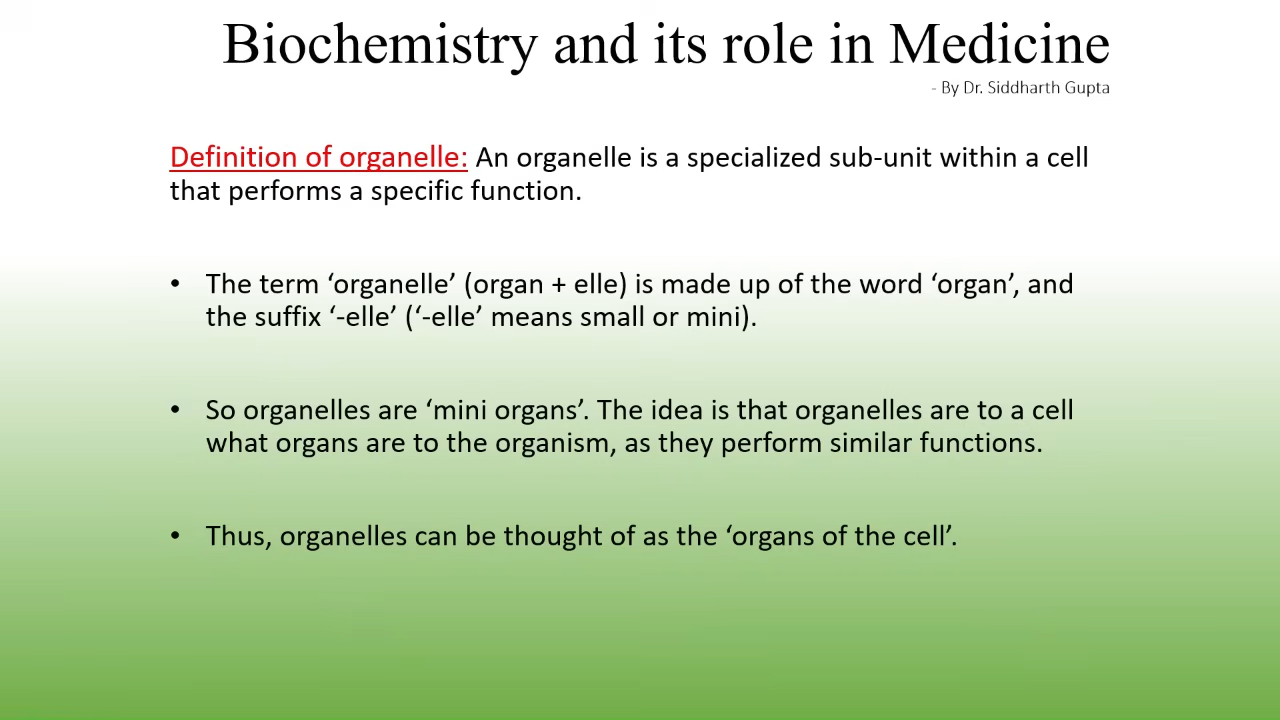 Biochemistry and its role in Medicine
- By Dr. Siddharth Gupta
Definition of organelle: An organelle is a specialized sub-unit within a cell
that performs a specific function.
• The term ‘organelle’ (organ + elle) is made up of the word ‘organ’, and
the suffix ‘-elle’ (‘-elle’ means small or mini).
• So organelles are ‘mini organs’. The idea is that organelles are to a cell
what organs are to the organism, as they perform similar functions.
• Thus, organelles can be thought of as the ‘organs of the cell’.